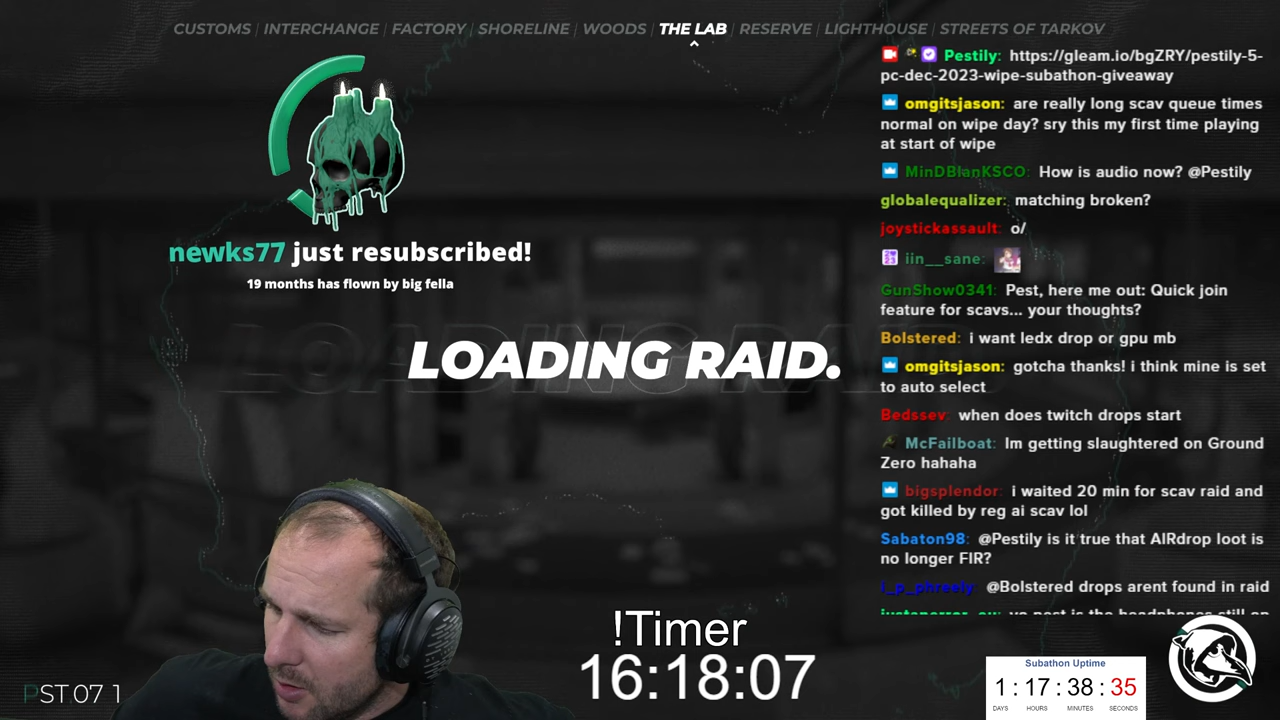 CUSTOMS | INTERCHANGE | FACTORY | SHORELINE | WOODS | THE LAB | RESERVE | LIGHTHOUSE | STREETS OF TARKOV
newks77 just resubscribed!
19 months has flown by big fella
LOADING RAID.
Pestily: https://gleam.io/bgZRY/pestily-5-
pc-dec-2023-wipe-subathon-giveaway
omgitsjason: are really long scav queue times
normal on wipe day? sry this my first time playing
at start of wipe
MinDBlanKSCO: How is audio now? @Pestily
globalequalizer: matching broken?
joystickassault: o/
iin__sane:
GunShow0341: Pest, here me out: Quick join
feature for scavs... your thoughts?
Bolstered: i want ledx drop or gpu mb
omgitsjason: gotcha thanks! i think mine is set
to auto select
Bedssev: when does twitch drops start
McFailboat: Im getting slaughtered on Ground
Zero hahaha
bigsplendor: i waited 20 min for scav raid and
got killed by reg ai scav lol
Sabaton98: @Pestily is it true that AIRdrop loot is
no longer FIR?
i_p_phreely: @Bolstered drops arent found in raid
!Timer
16:18:07
PST 07 1
Subathon Uptime
1 : 17 : 38 : 35
DAYS HOURS MINUTES SECONDS